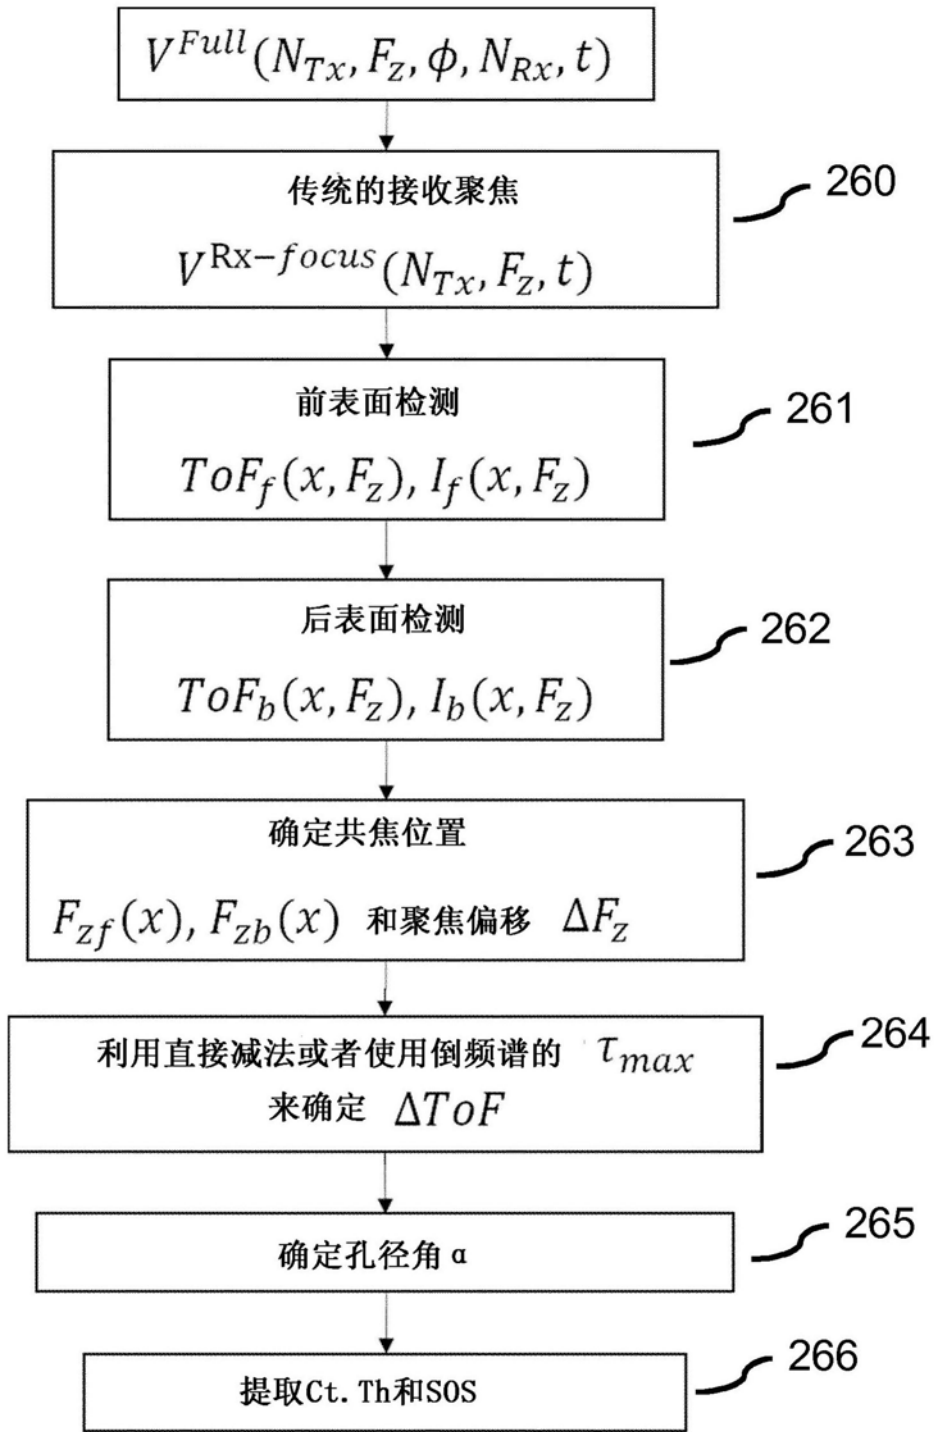 V^{Full}(N_{Tx}, F_z, ϕ, N_{Rx}, t)
传统的接收聚焦
260
V^{Rx-focus}(N_{Tx}, F_z, t)
前表面检测
261
ToF_f(x, F_z), I_f(x, F_z)
后表面检测
262
ToF_b(x, F_z), I_b(x, F_z)
确定共焦位置
263
F_{zf}(x), F_{zb}(x) 和聚焦偏移 ΔF_z
利用直接减法或者使用倒频谱的 τ_{max}
264
来确定 ΔToF
265
确定孔径角α
266
提取Ct.Th和SOS